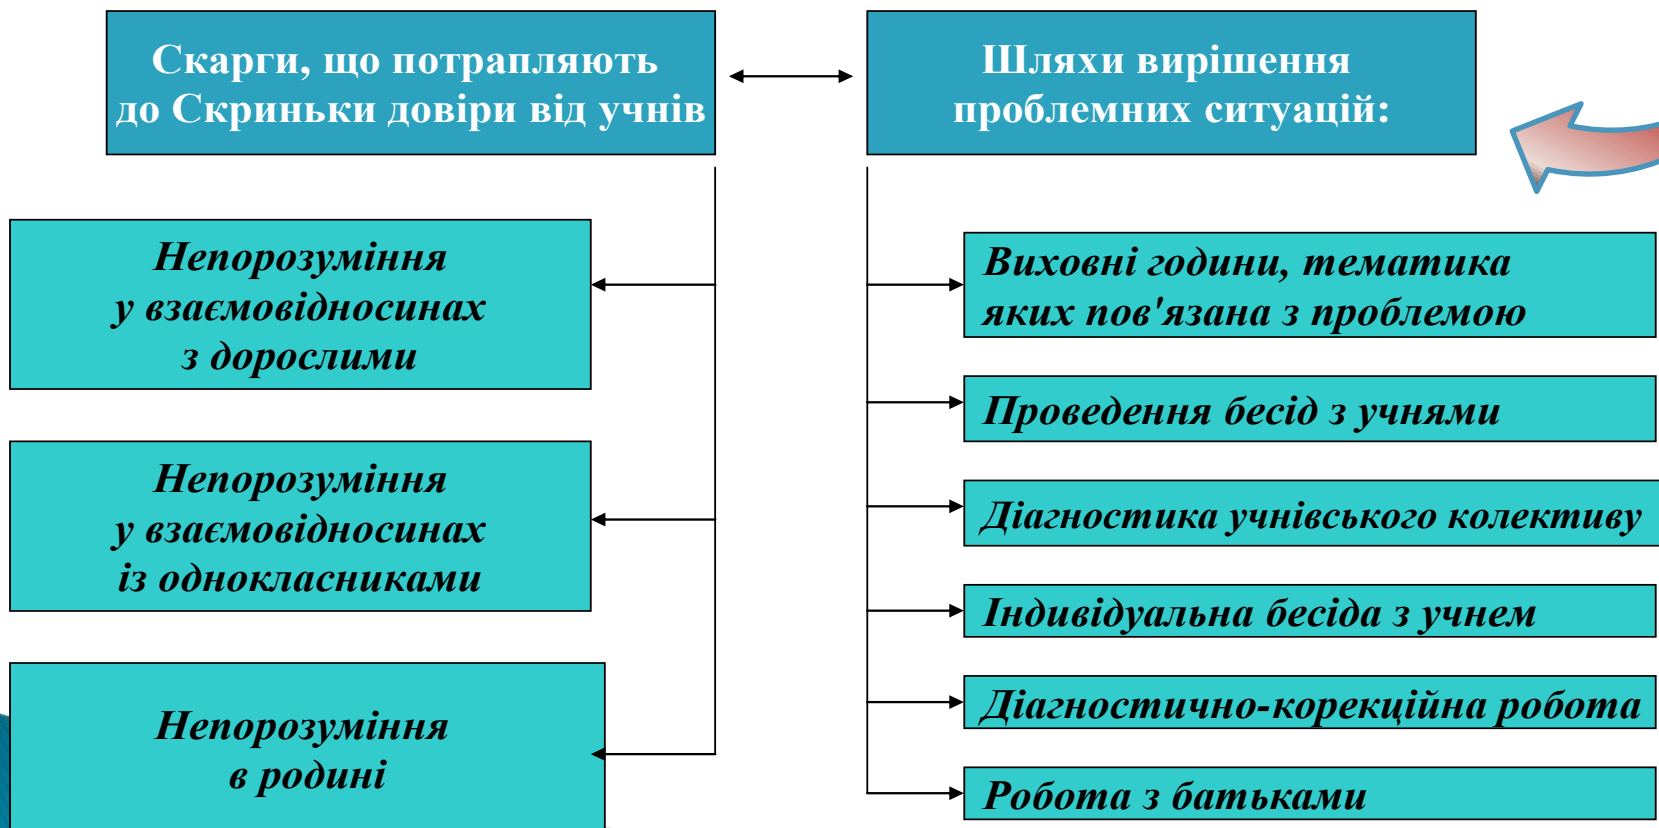 Скарги, що потрапляють
до Скриньки довіри від учнів
Непорозуміння
у взаємовідносинах
з дорослими
Непорозуміння
у взаємовідносинах
із однокласниками
Непорозуміння
в родині
Шляхи вирішення
проблемних ситуацій:
Виховні години, тематика
яких пов'язана з проблемою
Проведення бесід з учнями
Діагностика учнівського колективу
Індивідуальна бесіда з учнем
Діагностично-корекційна робота
Робота з батьками